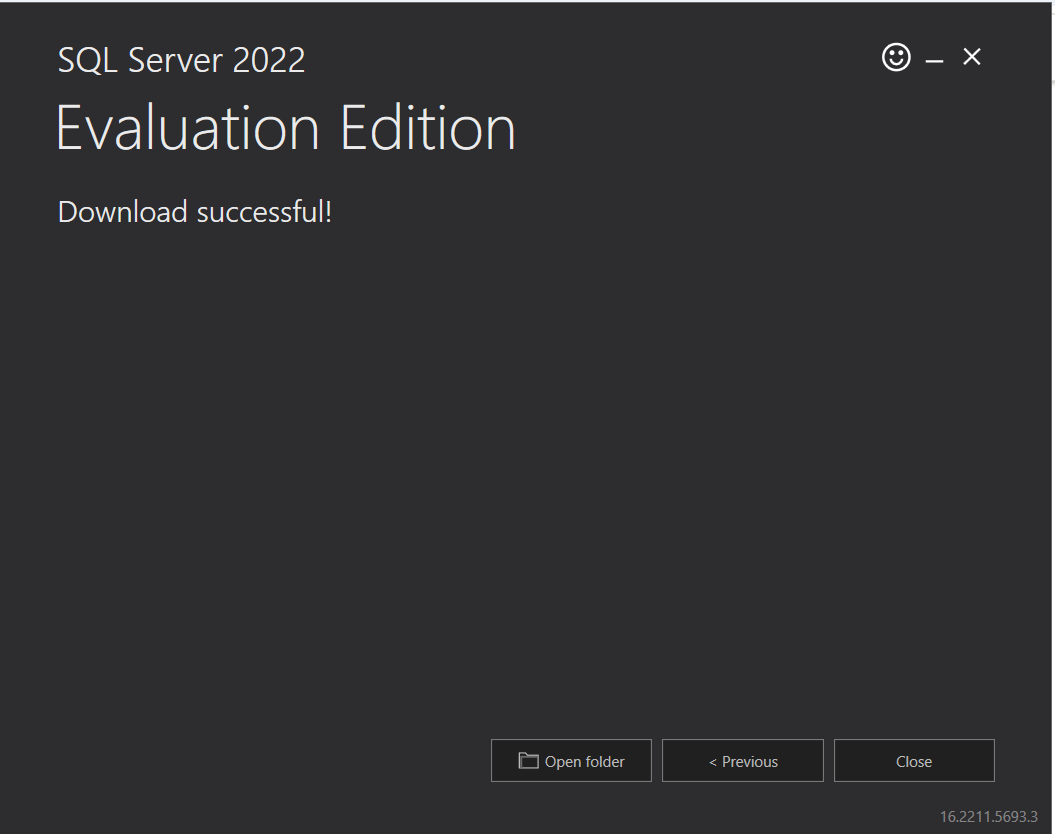 SQL Server 2022
Evaluation Edition
Download successful!
Open folder
< Previous
Close
16.2211.5693.3